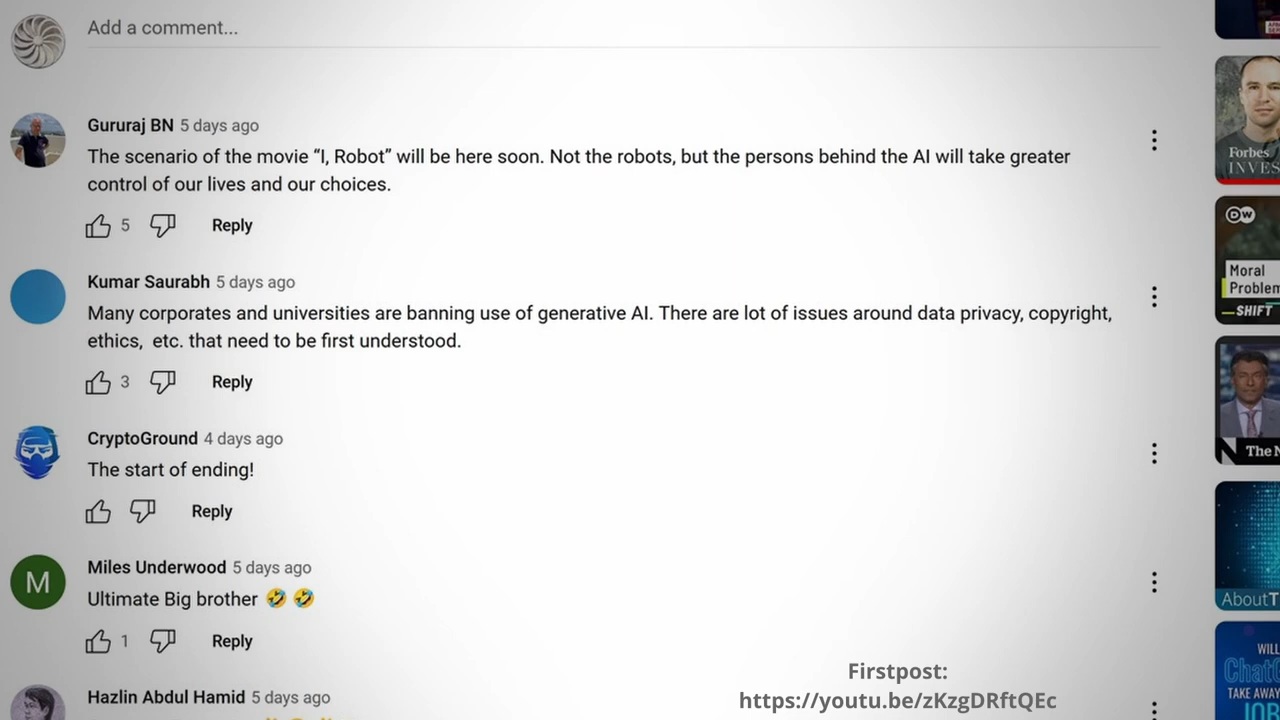 Add a comment...
Gururaj BN 5 days ago
The scenario of the movie “I, Robot” will be here soon. Not the robots, but the persons behind the AI will take greater
control of our lives and our choices.
5 Reply
Kumar Saurabh 5 days ago
Many corporates and universities are banning use of generative AI. There are lot of issues around data privacy, copyright,
ethics,  etc. that need to be first understood.
3 Reply
CryptoGround 4 days ago
The start of ending!
Reply
M
Miles Underwood 5 days ago
Ultimate Big brother 🤣 🤣
1 Reply
Hazlin Abdul Hamid 5 days ago
Forbes
DW
Moral
SHIFT
The
WILL
TAKE AWAY
Firstpost:
https://youtu.be/zKzgDRftQEc